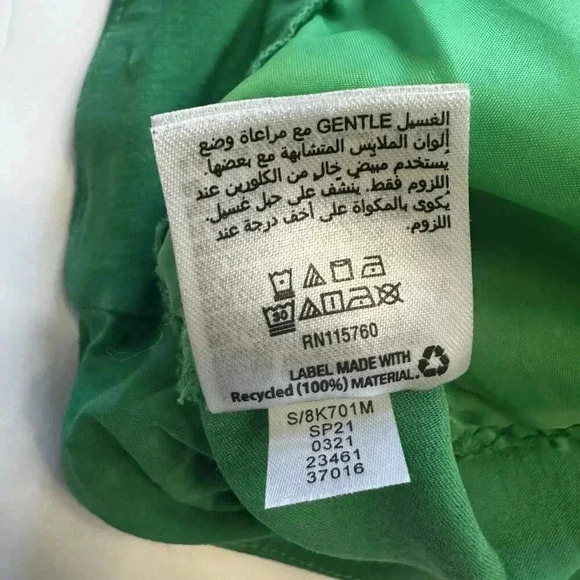 الغسيل GENTLE مع مراعاة وضع
ألوان الملابس المتشابهة مع بعضها.
يستخدم مبيض خال من الكلورين عند
اللزوم فقط. ينشف على حبل غسيل.
يكوى بالمكواة على أخف درجة عند
اللزوم.
30
RN115760
LABEL MADE WITH
Recycled (100%) MATERIAL.
S/8K701M
SP21
0321
23461
37016